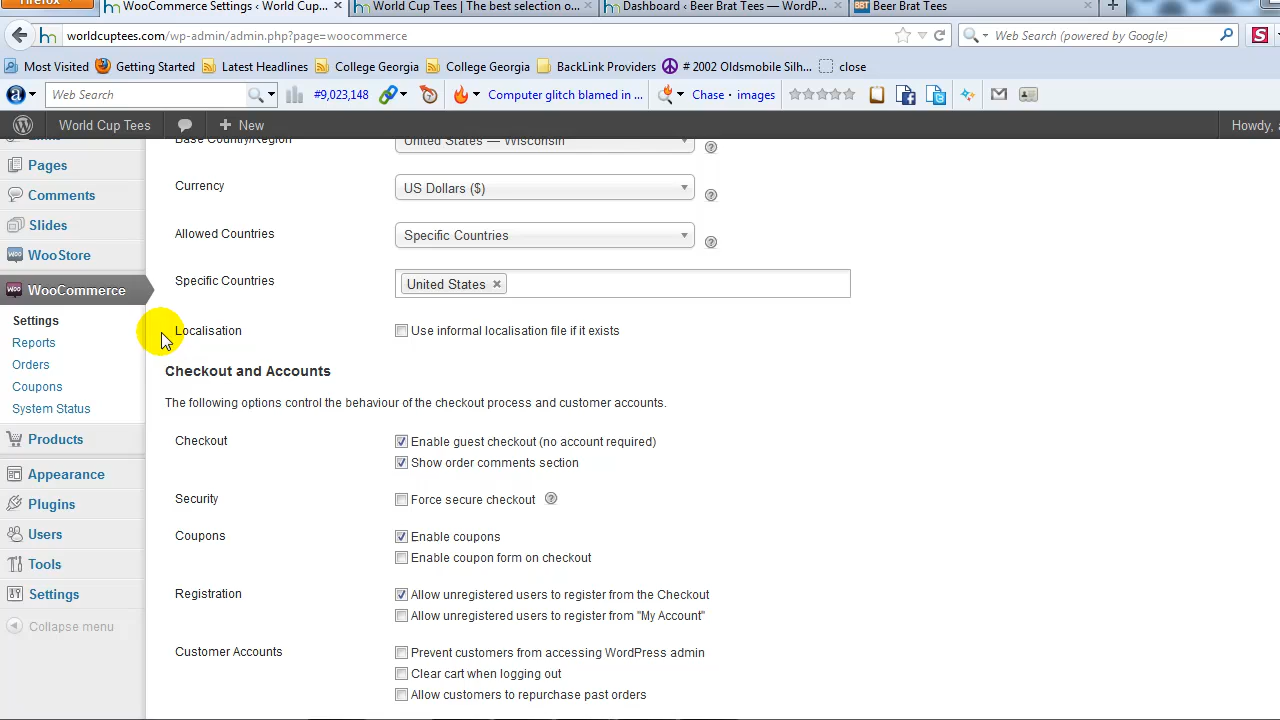 Firefox
WooCommerce Settings ‹ World Cup... × World Cup Tees | The best selection o... × Dashboard ‹ Beer Brat Tees — WordP... × BBT Beer Brat Tees × +
worldcuptees.com/wp-admin/admin.php?page=woocommerce
Web Search (powered by Google)
S
Most Visited Getting Started Latest Headlines College Georgia College Georgia BackLink Providers # 2002 Oldsmobile Silh... close
a Web Search #9,023,148 Computer glitch blamed in ... Chase · images
World Cup Tees + New Howdy, a
Pages
Comments
Slides
WooStore
WooCommerce
Settings
Reports
Orders
Coupons
System Status
Products
Appearance
Plugins
Users
Tools
Settings
Collapse menu
Base Country/Region United States — Wisconsin ?
Currency US Dollars ($) ?
Allowed Countries Specific Countries ?
Specific Countries United States ×
Localisation Use informal localisation file if it exists
Checkout and Accounts
The following options control the behaviour of the checkout process and customer accounts.
Checkout Enable guest checkout (no account required)
Show order comments section
Security Force secure checkout ?
Coupons Enable coupons
Enable coupon form on checkout
Registration Allow unregistered users to register from the Checkout
Allow unregistered users to register from "My Account"
Customer Accounts Prevent customers from accessing WordPress admin
Clear cart when logging out
Allow customers to repurchase past orders